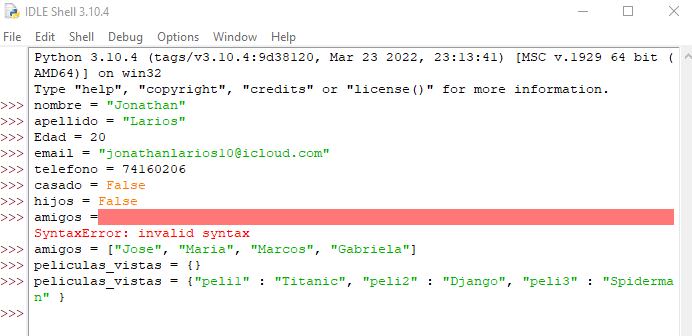 IDLE Shell 3.10.4
File Edit Shell Debug Options Window Help
Python 3.10.4 (tags/v3.10.4:9d38120, Mar 23 2022, 23:13:41) [MSC v.1929 64 bit (
AMD64)] on win32
Type "help", "copyright", "credits" or "license()" for more information.
>>> nombre = "Jonathan"
>>> apellido = "Larios"
>>> Edad = 20
>>> email = "jonathanlarios10@icloud.com"
>>> telefono = 74160206
>>> casado = False
>>> hijos = False
>>> amigos =
SyntaxError: invalid syntax
>>> amigos = ["Jose", "Maria", "Marcos", "Gabriela"]
>>> peliculas_vistas = {}
>>> peliculas_vistas = {"peli1" : "Titanic", "peli2" : "Django", "peli3" : "Spiderma
n" }
>>>